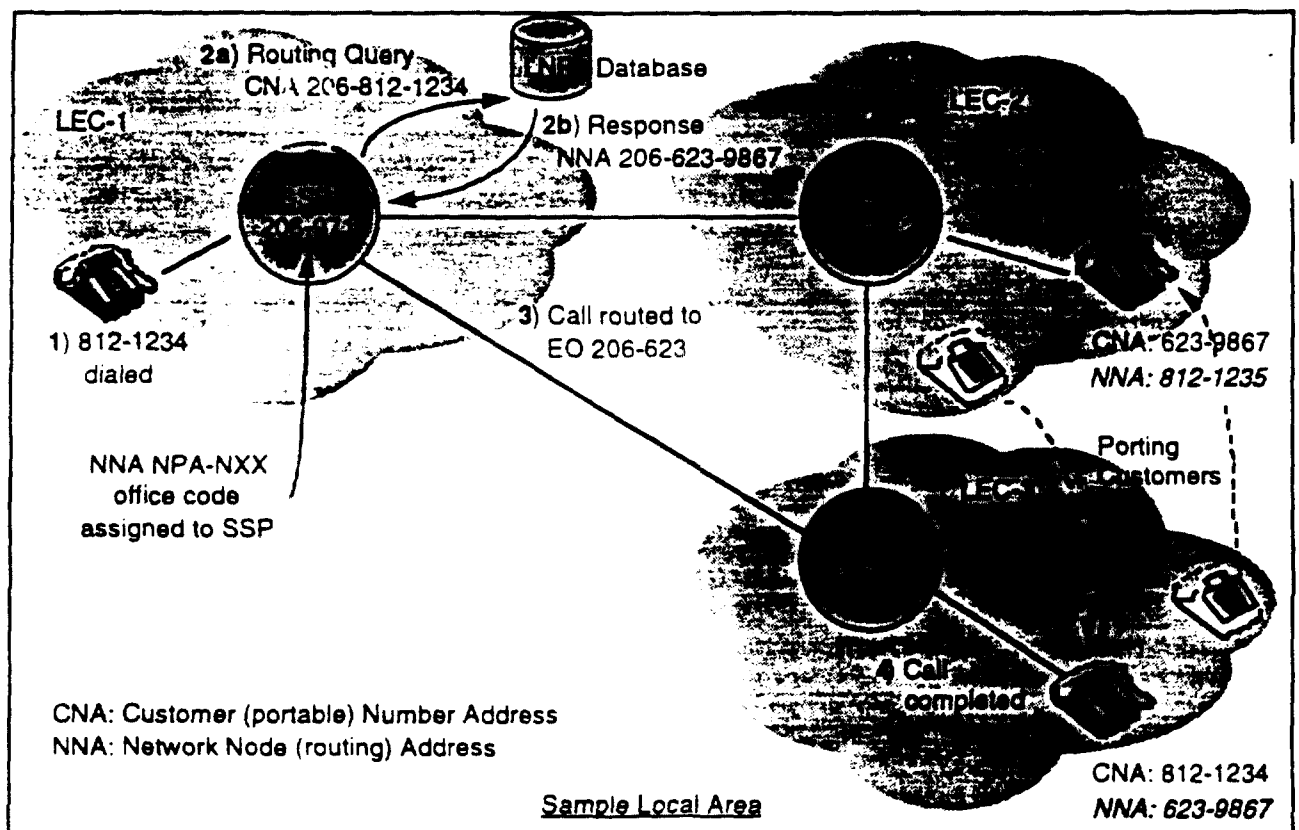 2a) Routing Query
CNA 206-812-1234
Database
LEC-1
2b) Response
NNA 206-623-9867
LEC-2
1) 812-1234
dialed
3) Call routed to
EO 206-623
CNA: 623-9867
NNA: 812-1235
NNA NPA-NXX
office code
assigned to SSP
Porting
Customers
4) Call
completed
CNA: Customer (portable) Number Address
NNA: Network Node (routing) Address
CNA: 812-1234
NNA: 623-9867
Sample Local Area